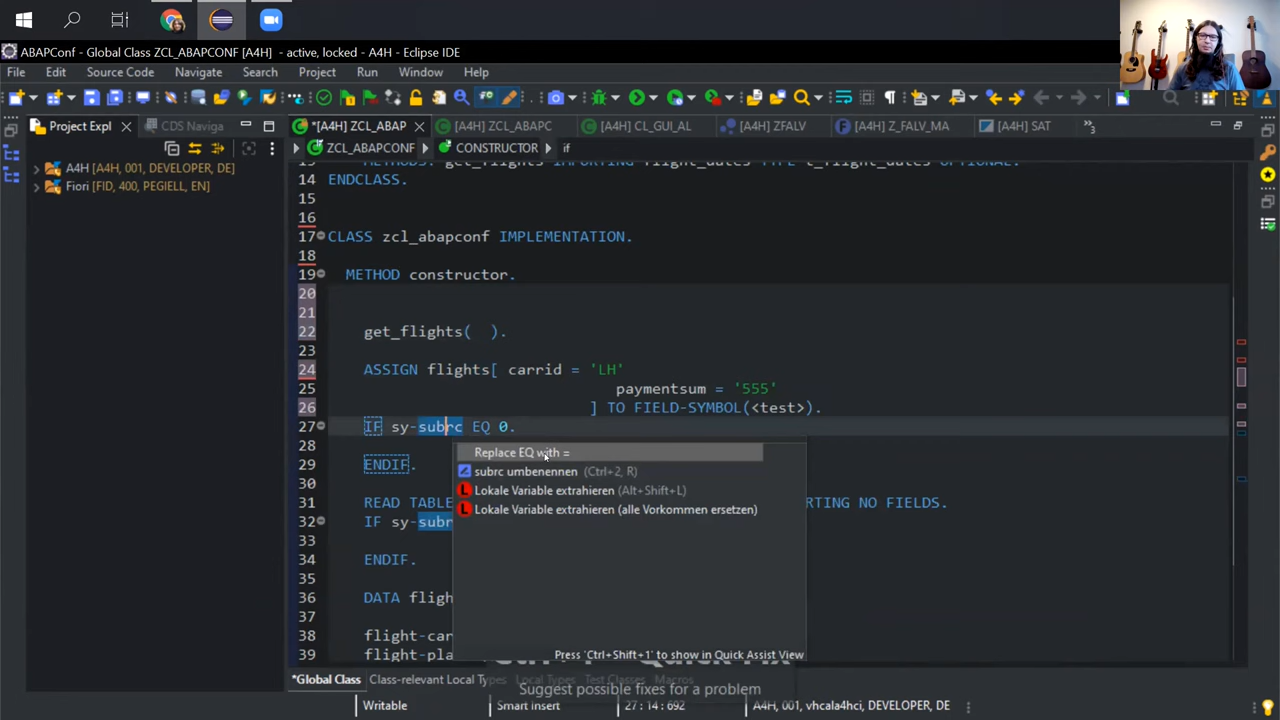 ABAPConf - Global Class ZCL_ABAPCONF [A4H] - active, locked - A4H - Eclipse IDE
File Edit Source Code Navigate Search Project Run Window Help
Project Expl CDS Naviga *[A4H] ZCL_ABAP [A4H] ZCL_ABAPC [A4H] CL_GUI_AL [A4H] ZFALV [A4H] Z_FALV_MA [A4H] SAT »3
ZCL_ABAPCONF CONSTRUCTOR if
A4H [A4H, 001, DEVELOPER, DE]
Fiori [FID, 400, PEGIELL, EN]
METHODS: get_flights IMPORTING flight_dates TYPE t_flight_dates OPTIONAL.
14 ENDCLASS.
15
16
17 CLASS zcl_abapconf IMPLEMENTATION.
18
19 METHOD constructor.
20
21
22 get_flights( ).
23
24 ASSIGN flights[ carrid = 'LH'
25 paymentsum = '555'
26 ] TO FIELD-SYMBOL(<test>).
27 IF sy-subrc EQ 0.
28
29 ENDIF.
30
31 READ TABLE RTING NO FIELDS.
32 IF sy-subr
33
34 ENDIF.
35
36 DATA fligh
37
38 flight-car
39 flight-pla
Replace EQ with =
subrc umbenennen (Ctrl+2, R)
Lokale Variable extrahieren (Alt+Shift+L)
Lokale Variable extrahieren (alle Vorkommen ersetzen)
Press 'Ctrl+Shift+1' to show in Quick Assist View
Ctrl+1 - Quick Fix
Suggest possible fixes for a problem
*Global Class Class-relevant Local Ty Local Types Test Classes Macros
Writable Smart insert 27 : 14 : 692 A4H, 001, vhcala4hci, DEVELOPER, DE